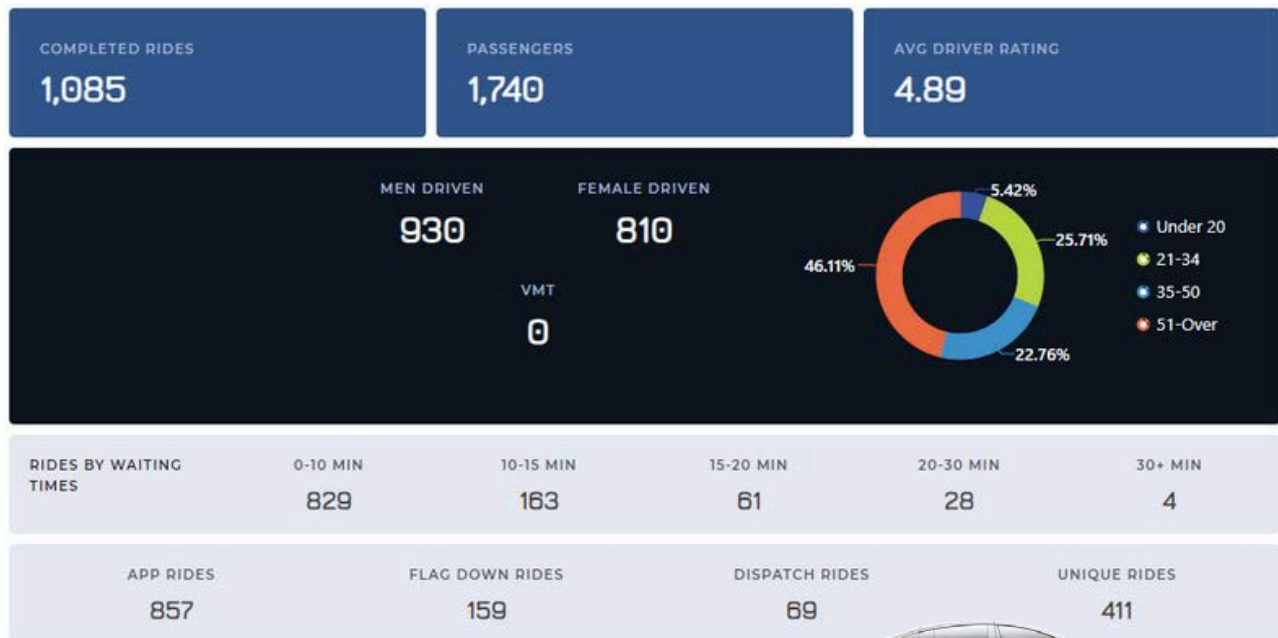 COMPLETED RIDES
1,085
PASSENGERS
1,740
AVG DRIVER RATING
4.89
MEN DRIVEN
930
FEMALE DRIVEN
810
VMT
0
5.42%
25.71%
46.11%
22.76%
Under 20
21-34
35-50
51-Over
RIDES BY WAITING
TIMES
0-10 MIN
829
10-15 MIN
163
15-20 MIN
61
20-30 MIN
28
30+ MIN
4
APP RIDES
857
FLAG DOWN RIDES
159
DISPATCH RIDES
69
UNIQUE RIDES
411